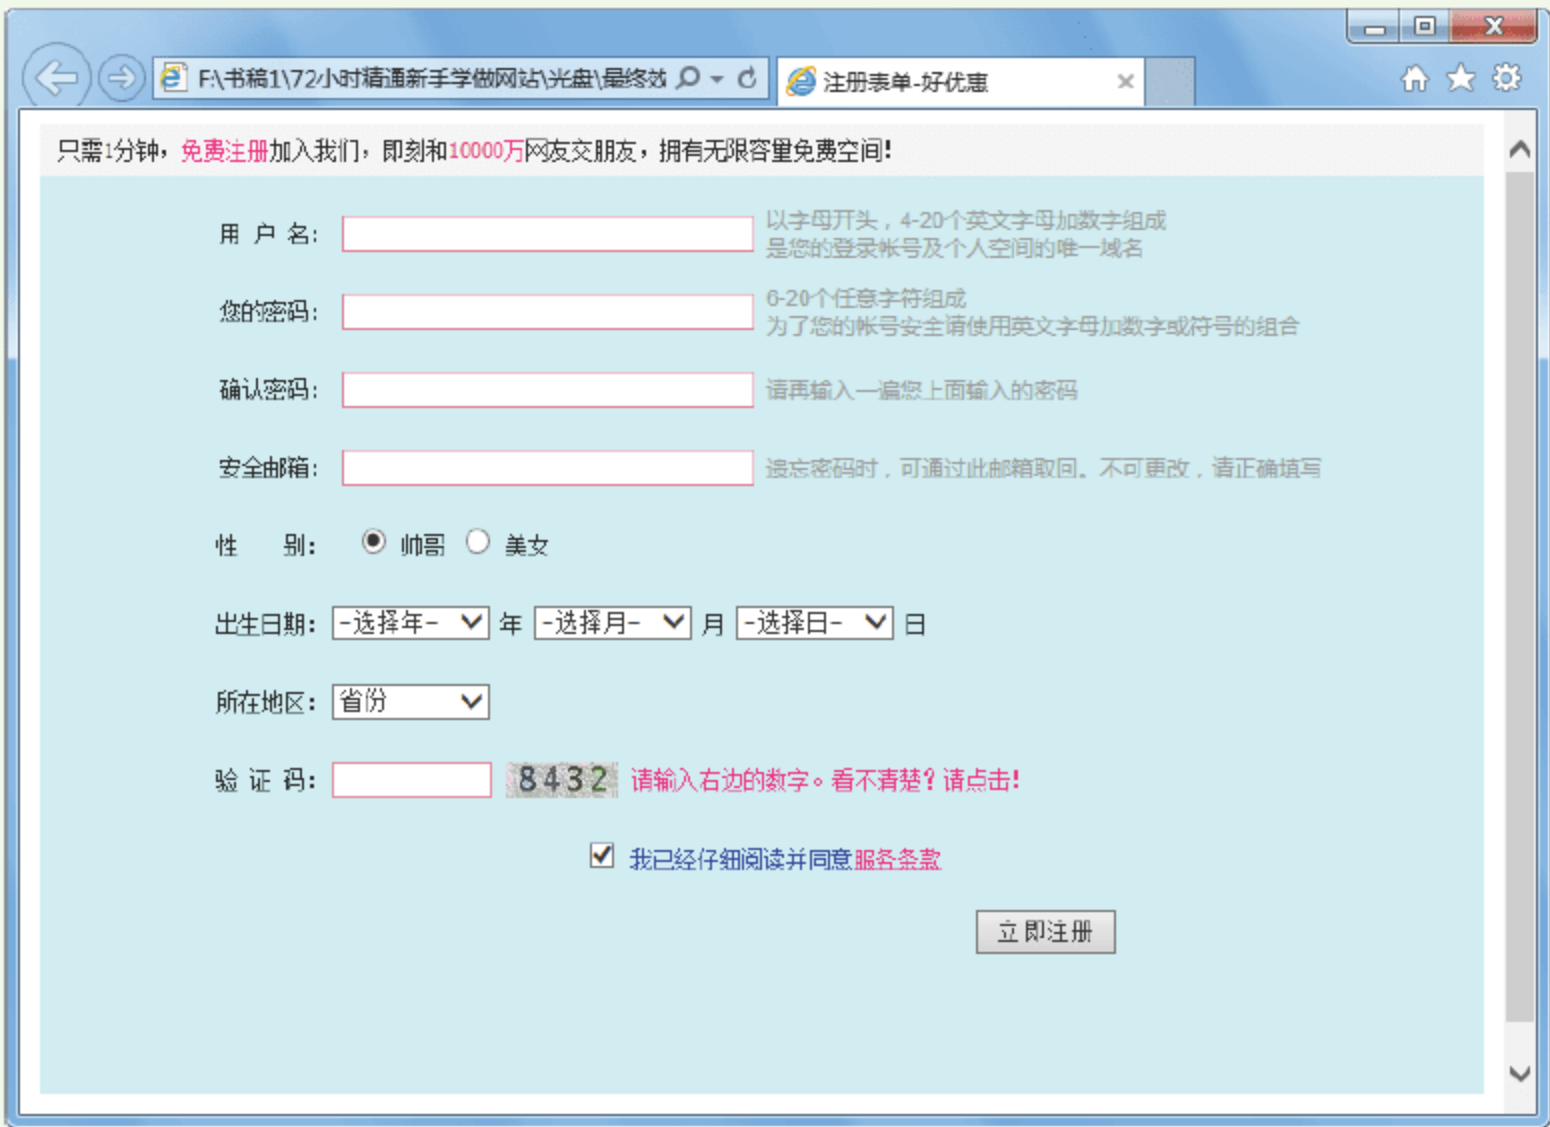 F:\书稿1\72小时精通新手学做网站\光盘\最终效
注册表单-好优惠
只需1分钟，免费注册加入我们，即刻和10000万网友交朋友，拥有无限容量免费空间!
用 户 名：
以字母开头，4-20个英文字母加数字组成
是您的登录帐号及个人空间的唯一域名
您的密码：
6-20个任意字符组成
为了您的帐号安全请使用英文字母加数字或符号的组合
确认密码：
请再输入一遍您上面输入的密码
安全邮箱：
遗忘密码时，可通过此邮箱取回。不可更改，请正确填写
性 别： 帅哥 美女
出生日期： -选择年- 年 -选择月- 月 -选择日- 日
所在地区： 省份
验 证 码： 8432 请输入右边的数字。看不清楚? 请点击!
我已经仔细阅读并同意服务条款
立即注册